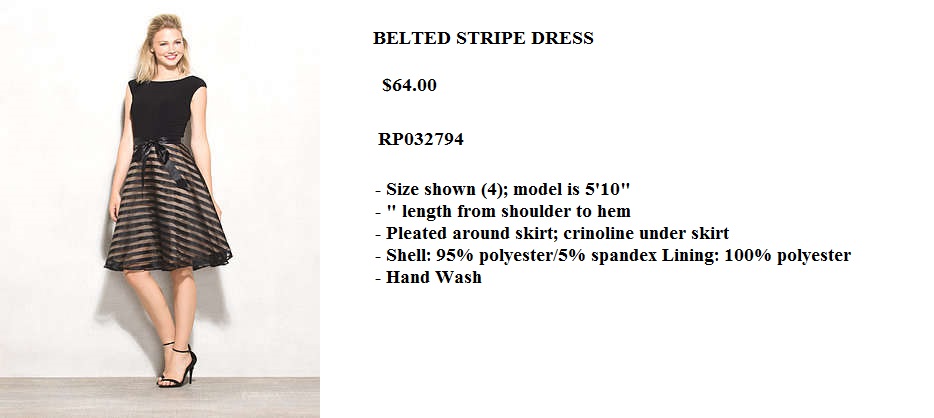 BELTED STRIPE DRESS
$64.00
RP032794
- Size shown (4); model is 5'10"
- " length from shoulder to hem
- Pleated around skirt; crinoline under skirt
- Shell: 95% polyester/5% spandex Lining: 100% polyester
- Hand Wash